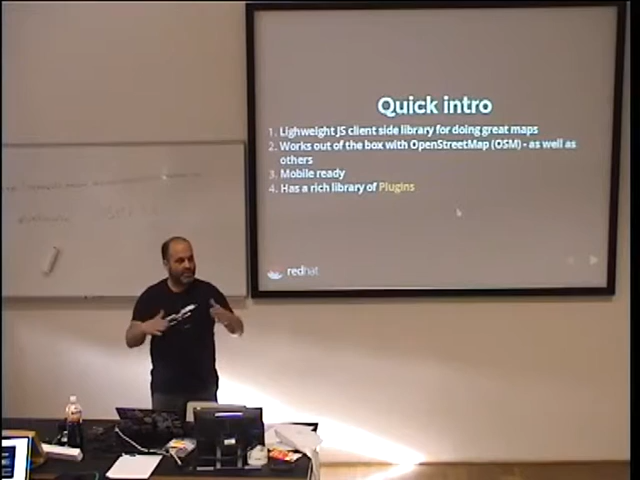 Quick intro
1. Lighweight JS client side library for doing great maps
2. Works out of the box with OpenStreetMap (OSM) - as well as
others
3. Mobile ready
4. Has a rich library of Plugins
redhat